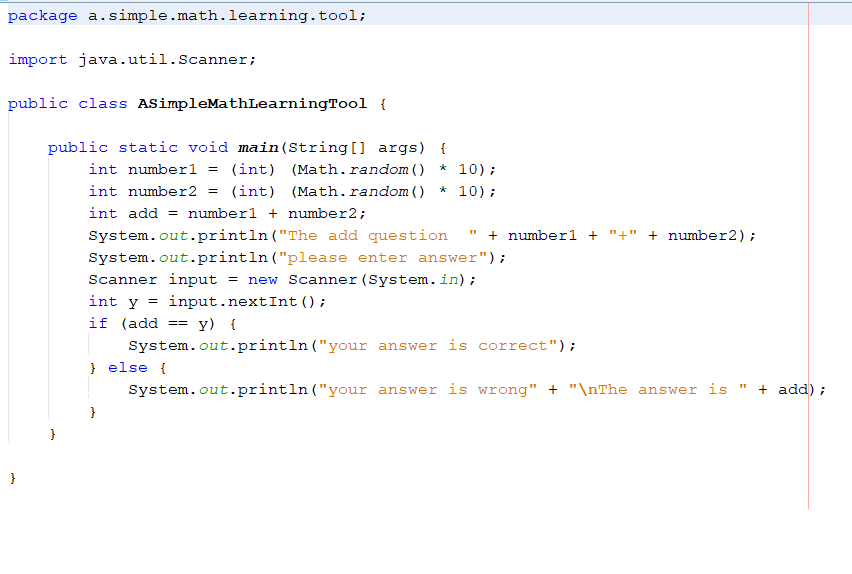 package a.simple.math.learning.tool;
import java.util.Scanner;
public class ASimpleMathLearningTool {
public static void main(String[] args) {
int number1 = (int) (Math.random() * 10);
int number2 = (int) (Math.random() * 10);
int add = number1 + number2;
System.out.println("The add question  " + number1 + "+" + number2);
System.out.println("please enter answer");
Scanner input = new Scanner(System.in);
int y = input.nextInt();
if (add == y) {
System.out.println("your answer is correct");
} else {
System.out.println("your answer is wrong" + "\nThe answer is " + add);
}
}
}